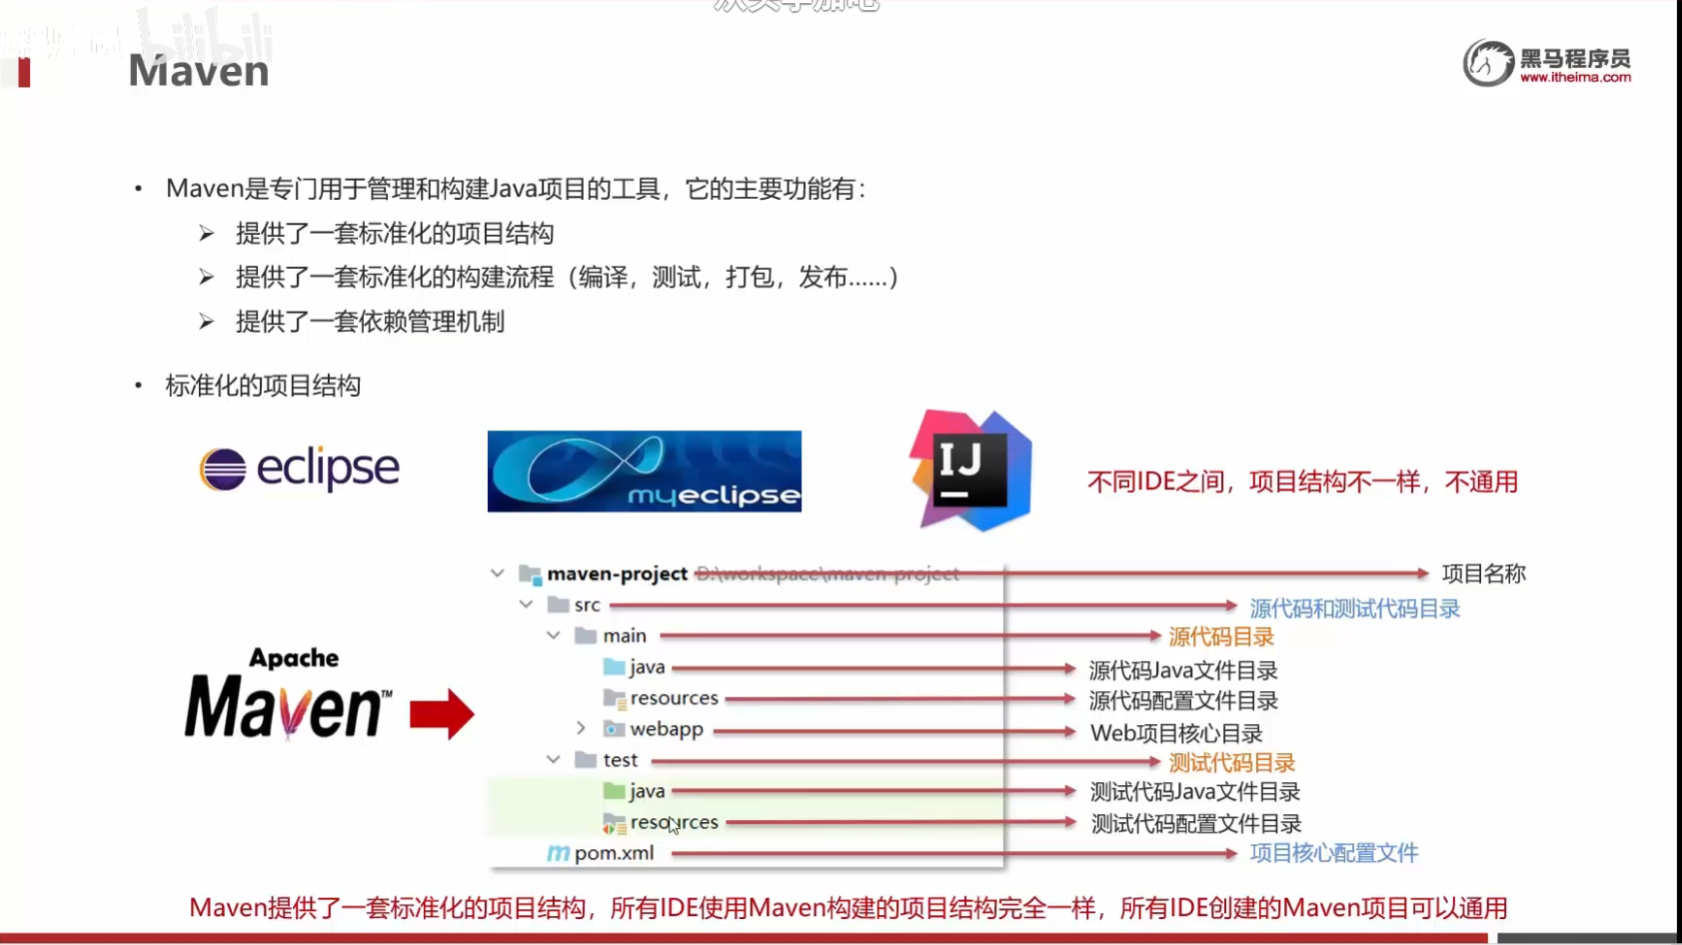 bilibili
Maven
黑马程序员
www.itheima.com
• Maven是专门用于管理和构建Java项目的工具，它的主要功能有：
➢ 提供了一套标准化的项目结构
➢ 提供了一套标准化的构建流程（编译，测试，打包，发布……）
➢ 提供了一套依赖管理机制
• 标准化的项目结构
eclipse
myeclipse
IJ
不同IDE之间，项目结构不一样，不通用
maven-project D:\workspace\maven-project 项目名称
src 源代码和测试代码目录
main 源代码目录
java 源代码Java文件目录
resources 源代码配置文件目录
webapp Web项目核心目录
test 测试代码目录
java 测试代码Java文件目录
resources 测试代码配置文件目录
pom.xml 项目核心配置文件
Apache
Maven™
Maven提供了一套标准化的项目结构，所有IDE使用Maven构建的项目结构完全一样，所有IDE创建的Maven项目可以通用